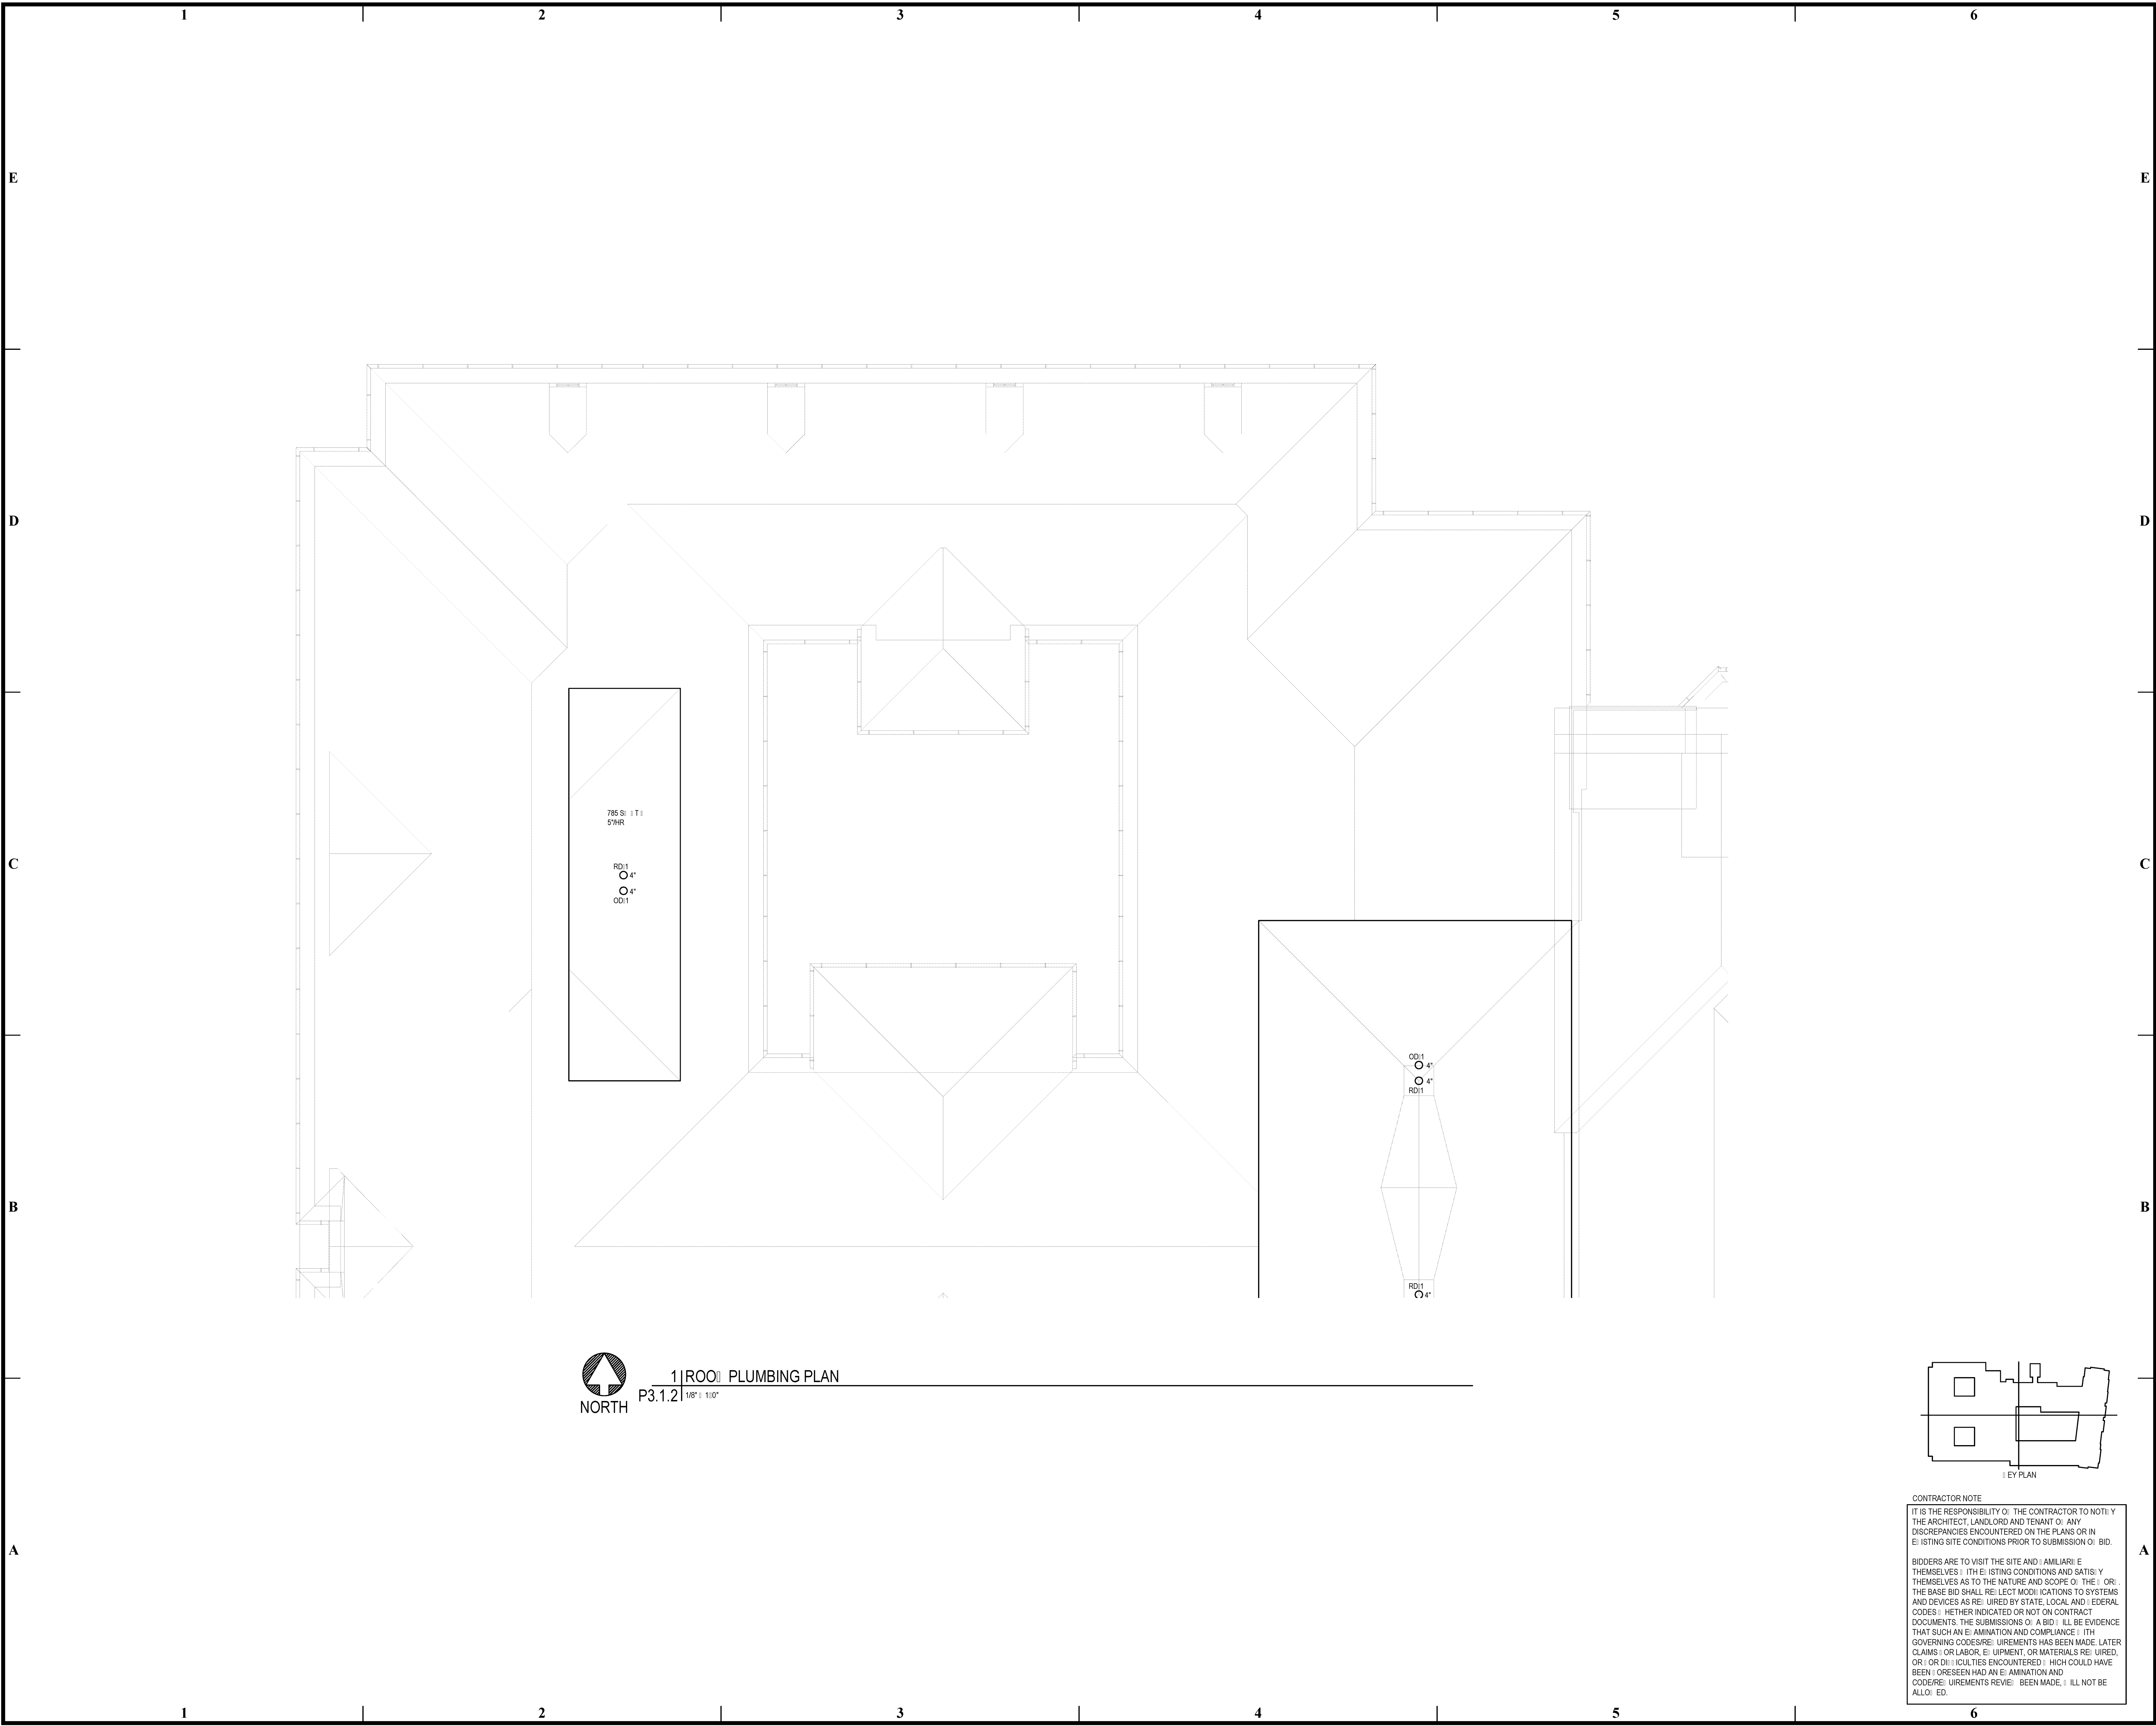 1 2 3 4 5 6
E E
D D
785 S□ □T□
5"/HR
C C
RD□1
4"
4"
OD□1
OD□1
4"
4"
RD□1
B B
RD□1
4"
1 ROO□ PLUMBING PLAN
P3.1.2 1/8" □ 1□0"
NORTH
□EY PLAN
CONTRACTOR NOTE
IT IS THE RESPONSIBILITY O□ THE CONTRACTOR TO NOTI□Y
THE ARCHITECT, LANDLORD AND TENANT O□ ANY
DISCREPANCIES ENCOUNTERED ON THE PLANS OR IN
E□ISTING SITE CONDITIONS PRIOR TO SUBMISSION O□ BID.
A A
BIDDERS ARE TO VISIT THE SITE AND □AMILIARI□E
THEMSELVES □ITH E□ISTING CONDITIONS AND SATIS□Y
THEMSELVES AS TO THE NATURE AND SCOPE O□ THE □OR□.
THE BASE BID SHALL RE□LECT MODI□ICATIONS TO SYSTEMS
AND DEVICES AS RE□UIRED BY STATE, LOCAL AND □EDERAL
CODES □HETHER INDICATED OR NOT ON CONTRACT
DOCUMENTS. THE SUBMISSIONS O□ A BID □ILL BE EVIDENCE
THAT SUCH AN E□AMINATION AND COMPLIANCE □ITH
GOVERNING CODES/RE□UIREMENTS HAS BEEN MADE. LATER
CLAIMS □OR LABOR, E□UIPMENT, OR MATERIALS RE□UIRED,
OR □OR DI□□ICULTIES ENCOUNTERED □HICH COULD HAVE
BEEN □ORESEEN HAD AN E□AMINATION AND
CODE/RE□UIREMENTS REVIE□ BEEN MADE, □ILL NOT BE
ALLO□ED.
1 2 3 4 5 6